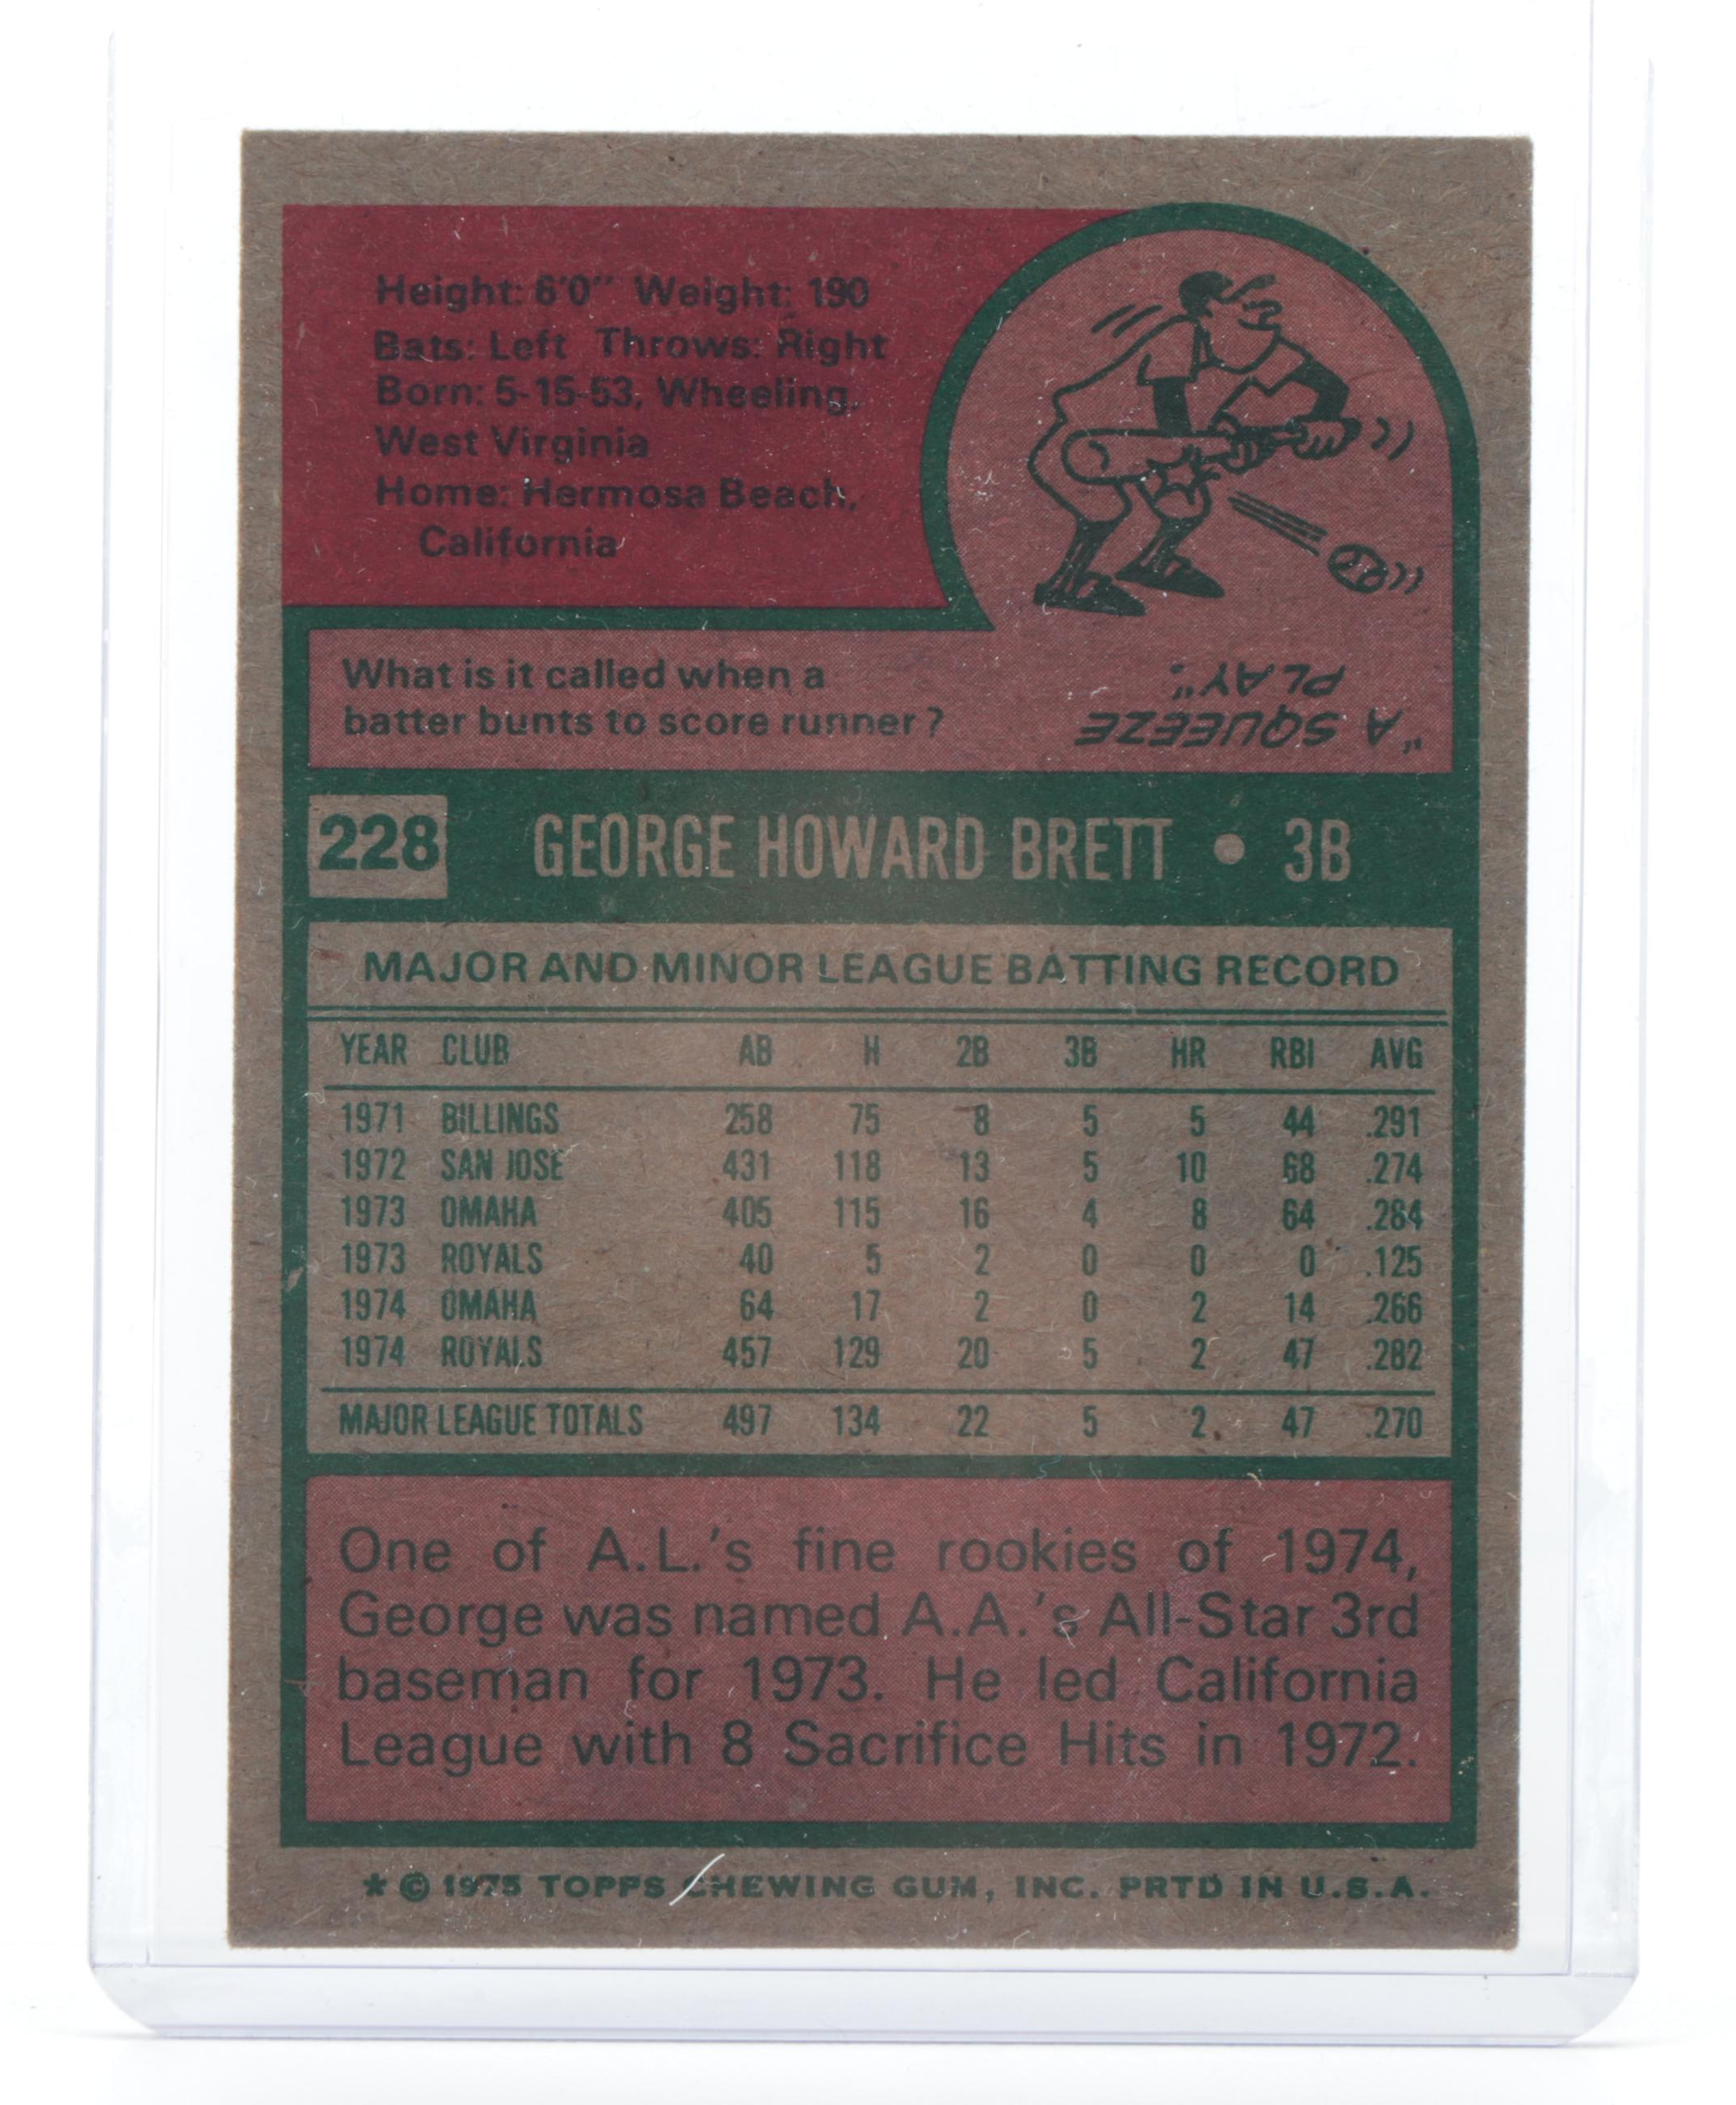 Height: 6'0" Weight: 190
Bats: Left Throws: Right
Born: 5-15-53, Wheeling,
West Virginia
Home: Hermosa Beach,
California
What is it called when a
batter bunts to score runner?
"A SQUEEZE
PLAY".
228 GEORGE HOWARD BRETT • 3B
MAJOR AND MINOR LEAGUE BATTING RECORD
YEAR CLUB AB H 2B 3B HR RBI AVG
1971 BILLINGS 258 75 8 5 5 44 .291
1972 SAN JOSE 431 118 13 5 10 68 .274
1973 OMAHA 405 115 16 4 8 64 .284
1973 ROYALS 40 5 2 0 0 0 .125
1974 OMAHA 64 17 2 0 2 14 .266
1974 ROYALS 457 129 20 5 2 47 .282
MAJOR LEAGUE TOTALS 497 134 22 5 2 47 .270
One of A.L.'s fine rookies of 1974,
George was named A.A.'s All-Star 3rd
baseman for 1973. He led California
League with 8 Sacrifice Hits in 1972.
* © 1975 TOPPS CHEWING GUM, INC. PRTD IN U.S.A.